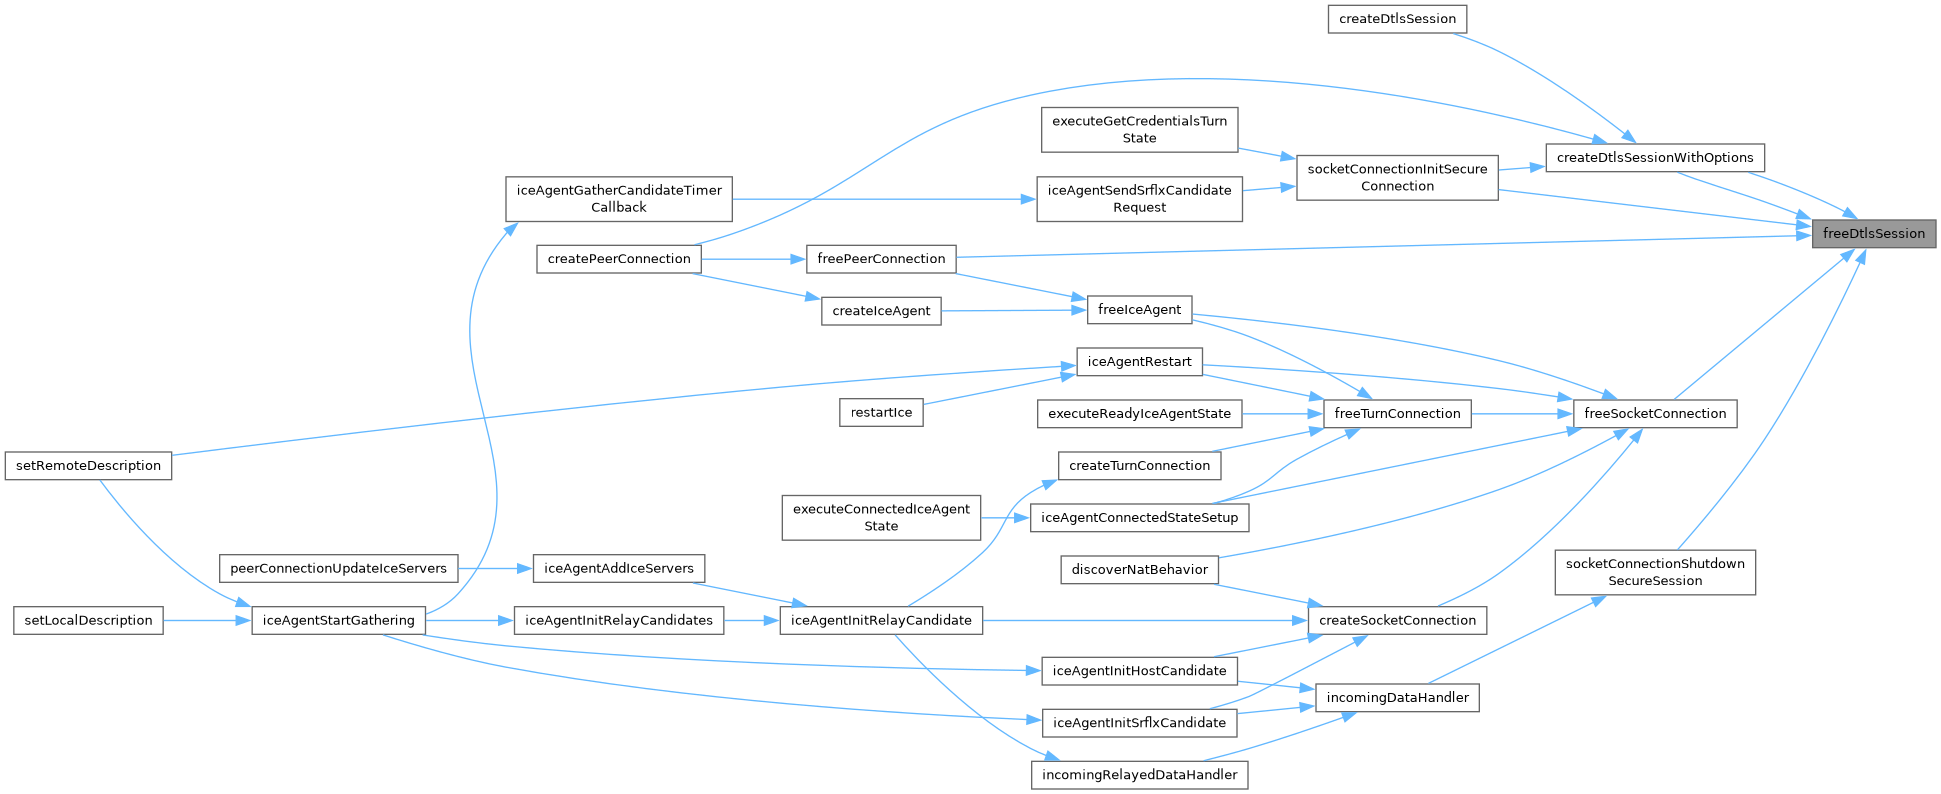 createDtlsSession
executeGetCredentialsTurn
State
createDtlsSessionWithOptions
socketConnectionInitSecure
Connection
iceAgentGatherCandidateTimer
Callback
iceAgentSendSrflxCandidate
Request
freeDtlsSession
createPeerConnection
freePeerConnection
createIceAgent
freeIceAgent
iceAgentRestart
restartIce
executeReadyIceAgentState
freeTurnConnection
freeSocketConnection
setRemoteDescription
createTurnConnection
executeConnectedIceAgent
State
iceAgentConnectedStateSetup
peerConnectionUpdateIceServers
iceAgentAddIceServers
discoverNatBehavior
socketConnectionShutdown
SecureSession
setLocalDescription
iceAgentStartGathering
iceAgentInitRelayCandidates
iceAgentInitRelayCandidate
createSocketConnection
iceAgentInitHostCandidate
incomingDataHandler
iceAgentInitSrflxCandidate
incomingRelayedDataHandler